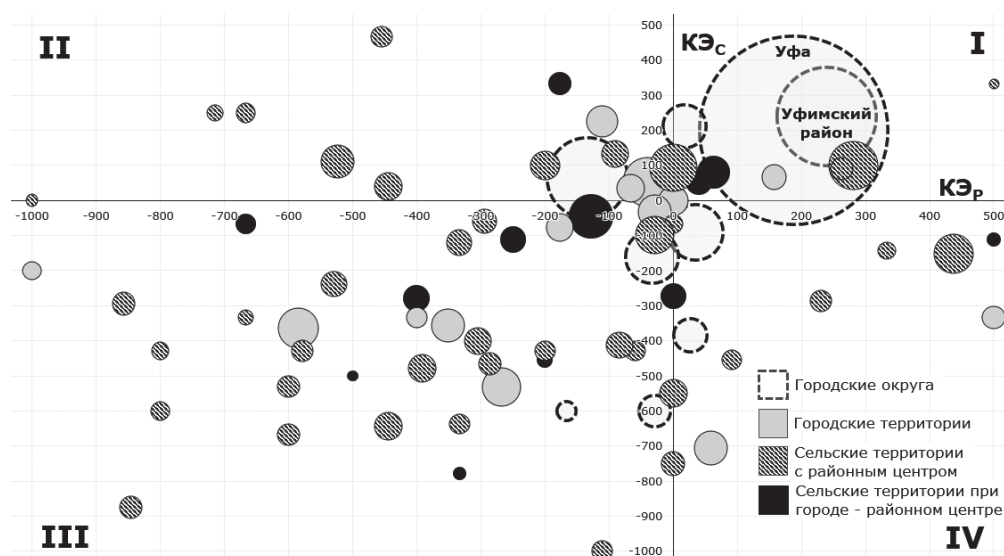 II
500
КЭс
I
400
Уфа
300
Уфимский
район
200
100
КЭр
0
-1000 -900 -800 -700 -600 -500 -400 -300 -200 -100 100 200 300 400 500
-100
-200
-300
-400
-500
Городские округа
-600
Городские территории
-700
Сельские территории
с районным центром
-800
Сельские территории при
городе - районном центре
-900
III
IV
-1000